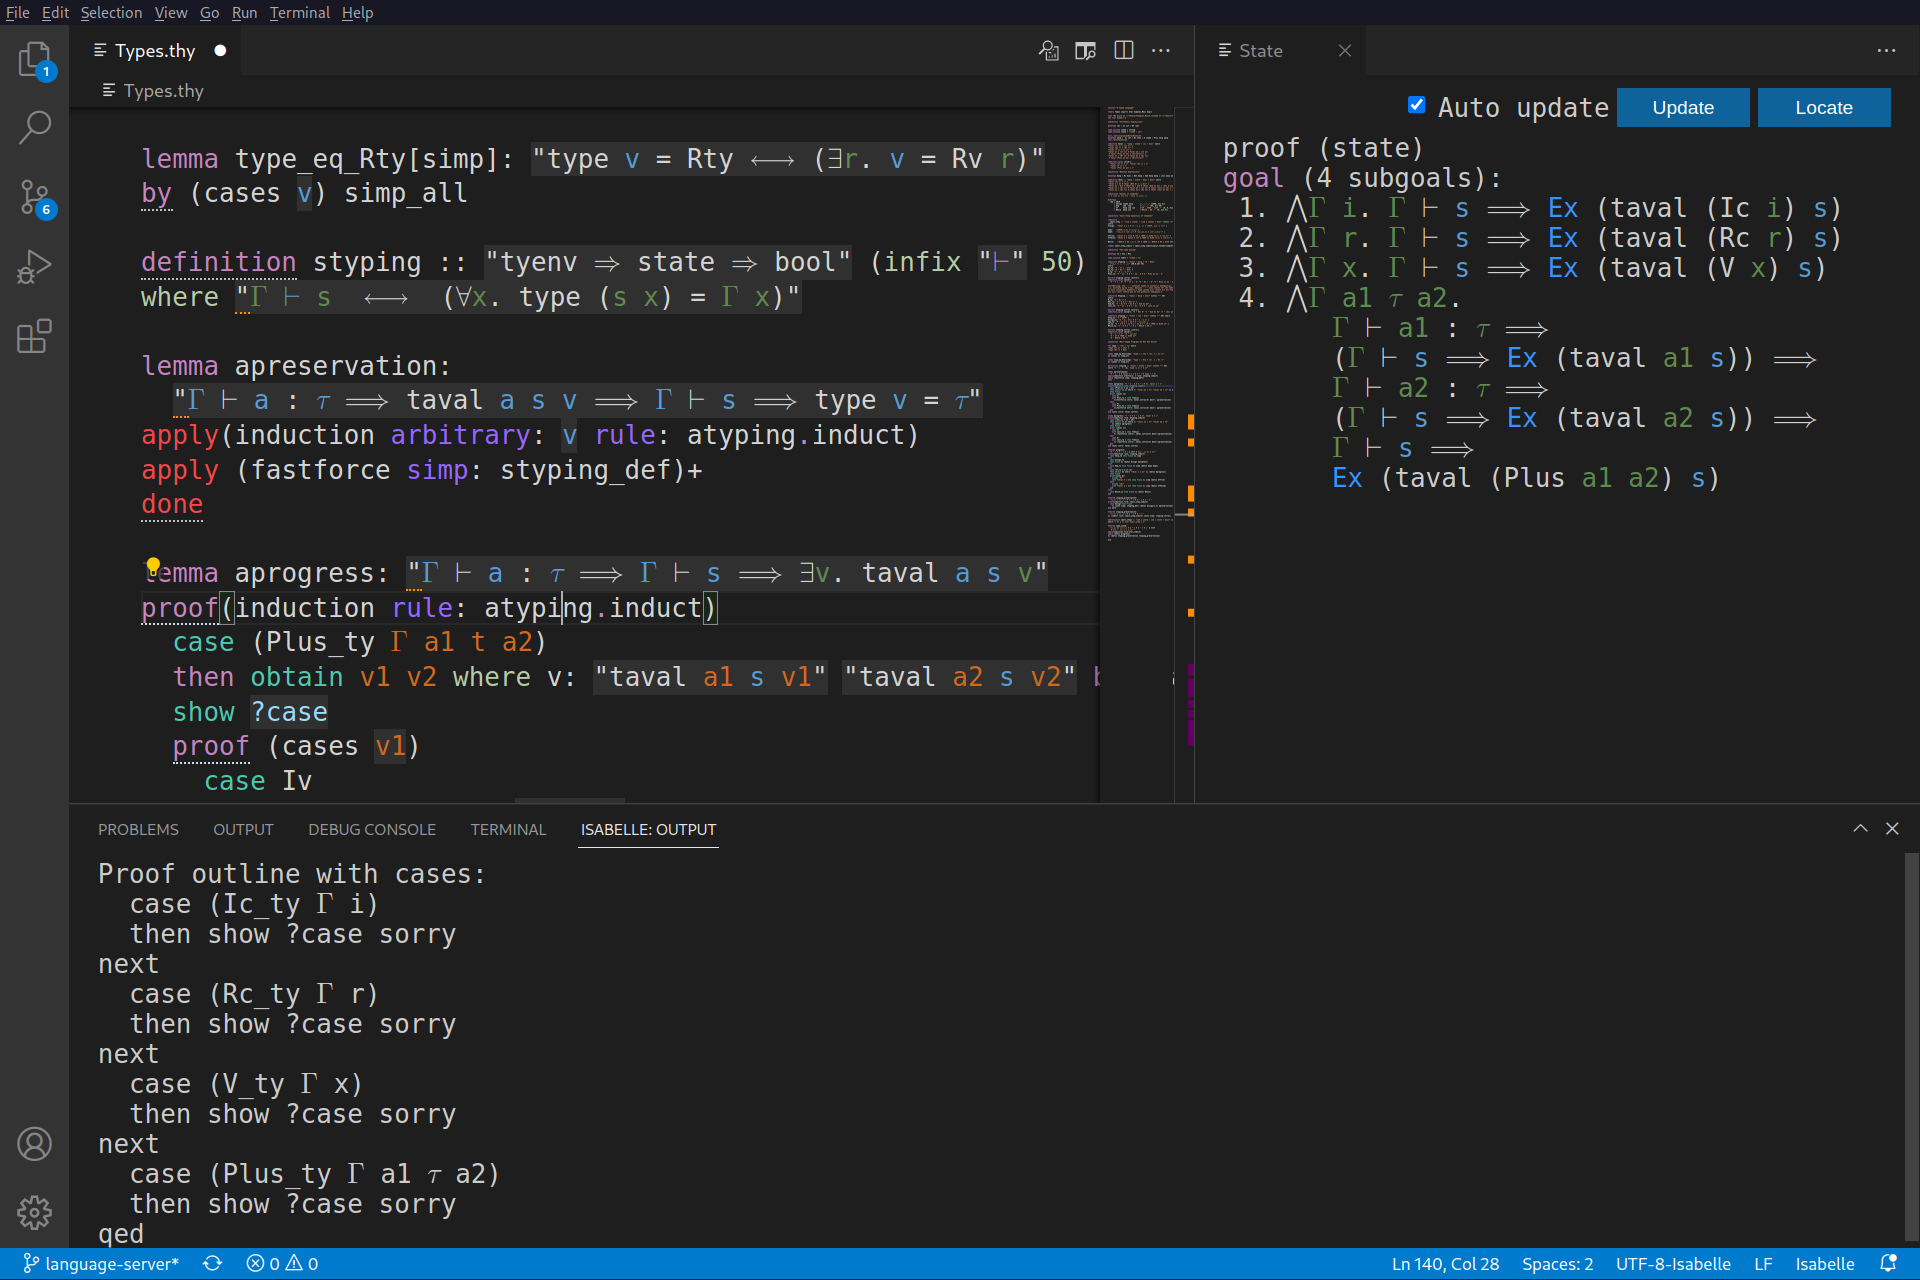 File Edit Selection View Go Run Terminal Help
Types.thy
Types.thy
lemma type_eq_Rty[simp]: "type v = Rty ⟷ (∃r. v = Rv r)"
by (cases v) simp_all
definition styping :: "tyenv ⇒ state ⇒ bool" (infix "⊢" 50)
where "Γ ⊢ s ⟷ (∀x. type (s x) = Γ x)"
lemma apreservation:
"Γ ⊢ a : τ ⟹ taval a s v ⟹ Γ ⊢ s ⟹ type v = τ"
apply(induction arbitrary: v rule: atyping.induct)
apply (fastforce simp: styping_def)+
done
lemma aprogress: "Γ ⊢ a : τ ⟹ Γ ⊢ s ⟹ ∃v. taval a s v"
proof(induction rule: atyping.induct)
case (Plus_ty Γ a1 t a2)
then obtain v1 v2 where v: "taval a1 s v1" "taval a2 s v2"
show ?case
proof (cases v1)
case Iv
State
Auto update Update Locate
proof (state)
goal (4 subgoals):
1. ⋀Γ i. Γ ⊢ s ⟹ Ex (taval (Ic i) s)
2. ⋀Γ r. Γ ⊢ s ⟹ Ex (taval (Rc r) s)
3. ⋀Γ x. Γ ⊢ s ⟹ Ex (taval (V x) s)
4. ⋀Γ a1 τ a2.
Γ ⊢ a1 : τ ⟹
(Γ ⊢ s ⟹ Ex (taval a1 s)) ⟹
Γ ⊢ a2 : τ ⟹
(Γ ⊢ s ⟹ Ex (taval a2 s)) ⟹
Γ ⊢ s ⟹
Ex (taval (Plus a1 a2) s)
PROBLEMS OUTPUT DEBUG CONSOLE TERMINAL ISABELLE: OUTPUT
Proof outline with cases:
case (Ic_ty Γ i)
then show ?case sorry
next
case (Rc_ty Γ r)
then show ?case sorry
next
case (V_ty Γ x)
then show ?case sorry
next
case (Plus_ty Γ a1 τ a2)
then show ?case sorry
qed
1
6
language-server* 0 0 Ln 140, Col 28 Spaces: 2 UTF-8-Isabelle LF Isabelle